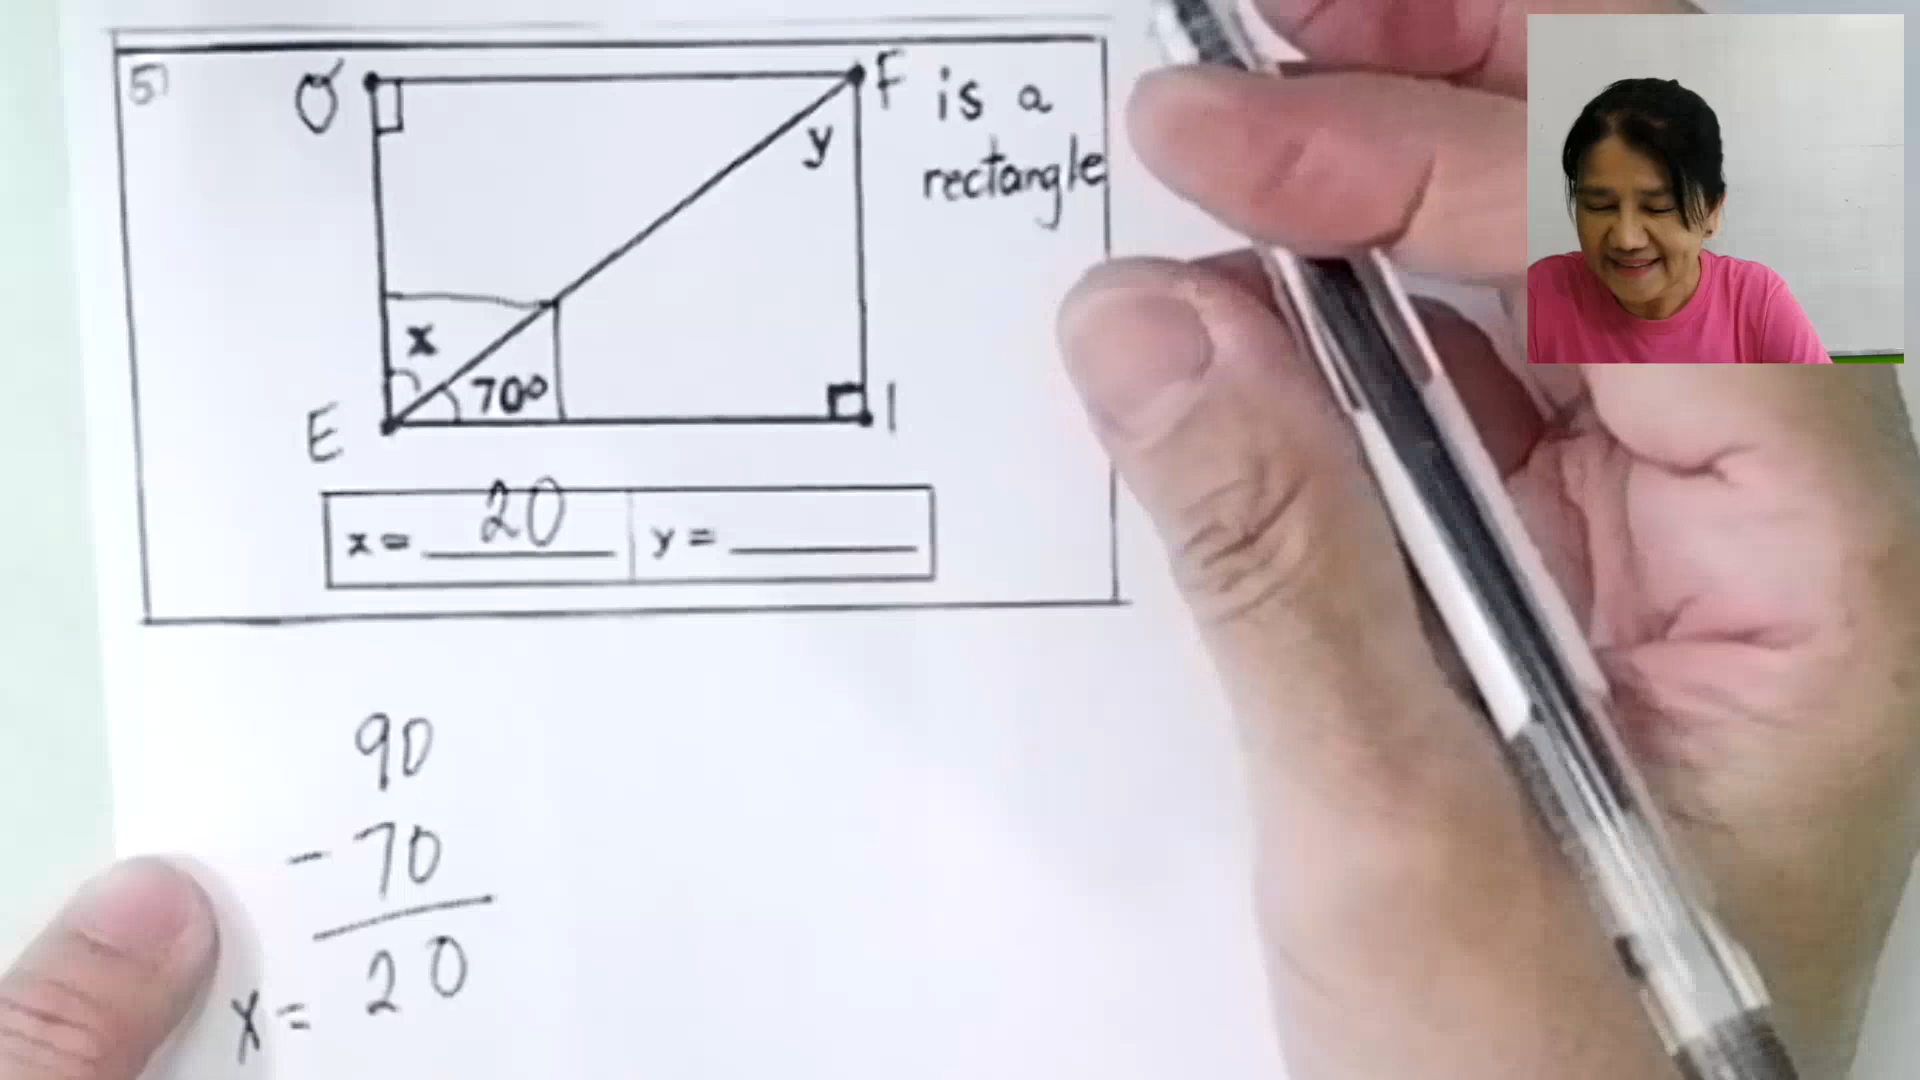 5)
O F is a
rectangle
y
x
70°
E I
x = 20 y =
90
- 70
20
x =